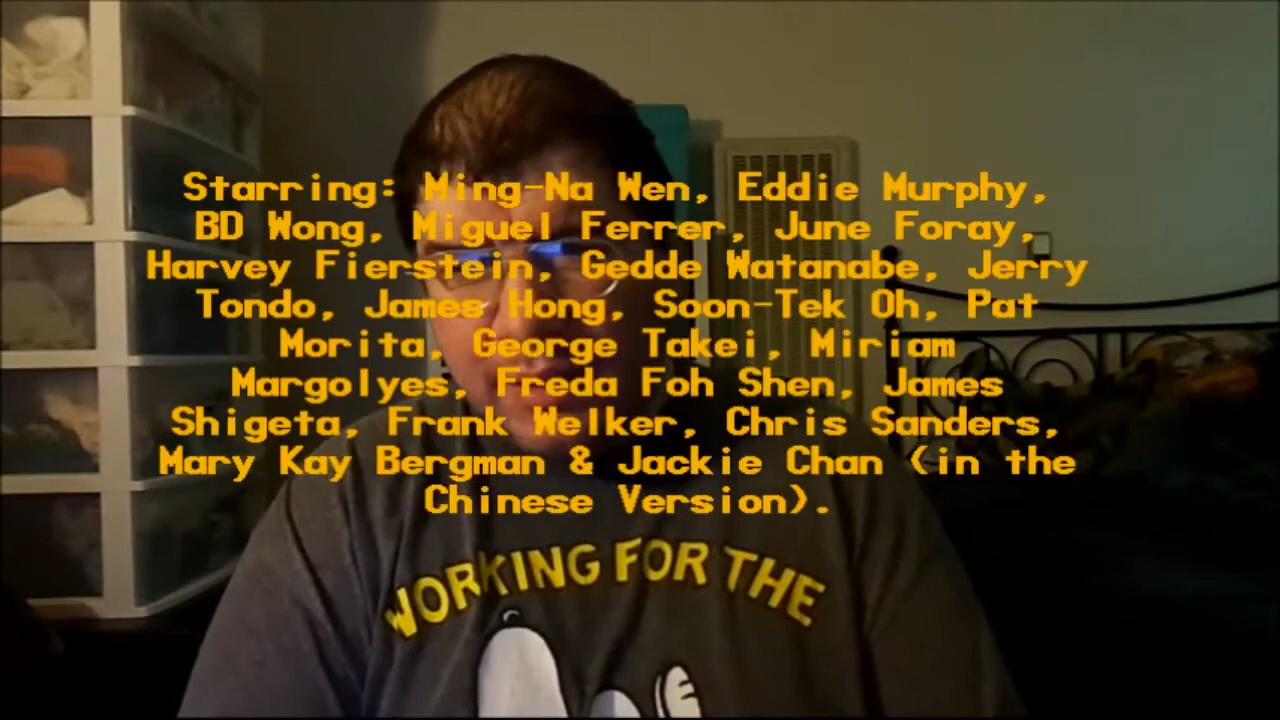 Starring: Ming-Na Wen, Eddie Murphy,
BD Wong, Miguel Ferrer, June Foray,
Harvey Fierstein, Gedde Watanabe, Jerry
Tondo, James Hong, Soon-Tek Oh, Pat
Morita, George Takei, Miriam
Margolyes, Freda Foh Shen, James
Shigeta, Frank Welker, Chris Sanders,
Mary Kay Bergman & Jackie Chan (in the
Chinese Version).
WORKING FOR THE